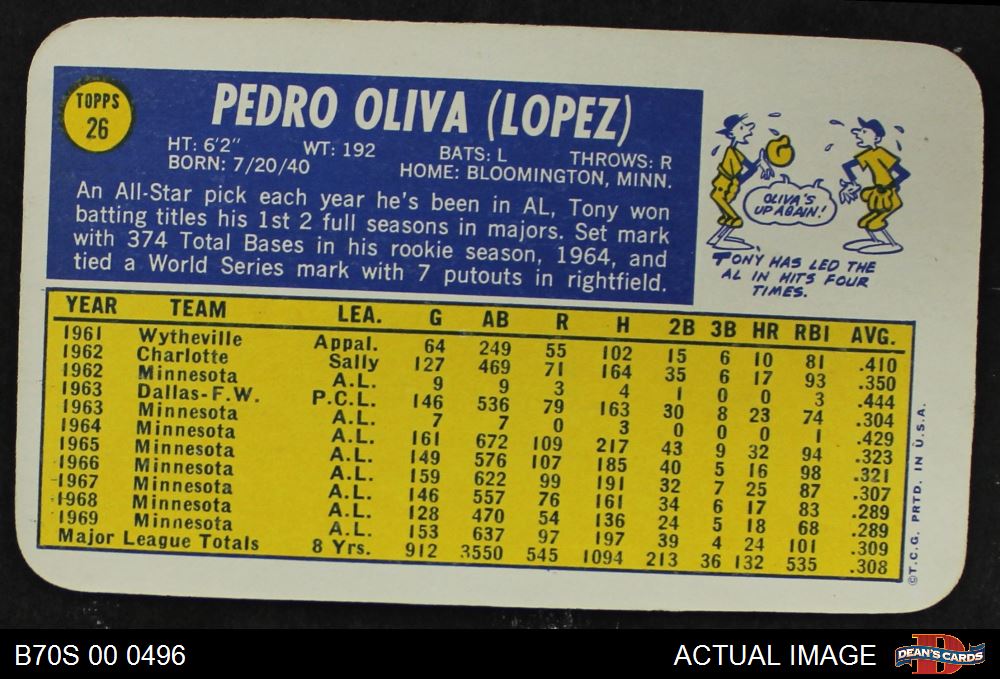 TOPPS
26
PEDRO OLIVA (LOPEZ)
HT: 6'2" WT: 192 BATS: L THROWS: R
BORN: 7/20/40 HOME: BLOOMINGTON, MINN.
An All-Star pick each year he's been in AL, Tony won
batting titles his 1st 2 full seasons in majors. Set mark
with 374 Total Bases in his rookie season, 1964, and
tied a World Series mark with 7 putouts in rightfield.
OLIVA'S
UP AGAIN!
TONY HAS LED THE
AL IN HITS FOUR
TIMES.
YEAR TEAM LEA. G AB R H 2B 3B HR RBI AVG.
1961 Wytheville Appal. 64 249 55 102 15 6 10 81 .410
1962 Charlotte Sally 127 469 71 164 35 6 17 93 .350
1962 Minnesota A.L. 9 9 3 4 1 0 0 3 .444
1963 Dallas-F.W. P.C.L. 146 536 79 163 30 8 23 74 .304
1963 Minnesota A.L. 7 7 0 3 0 0 0 1 .429
1964 Minnesota A.L. 161 672 109 217 43 9 32 94 .323
1965 Minnesota A.L. 149 576 107 185 40 5 16 98 .321
1966 Minnesota A.L. 159 622 99 191 32 7 25 87 .307
1967 Minnesota A.L. 146 557 76 161 34 6 17 83 .289
1968 Minnesota A.L. 128 470 54 136 24 5 18 68 .289
1969 Minnesota A.L. 153 637 97 197 39 4 24 101 .309
Major League Totals 8 Yrs. 912 3550 545 1094 213 36 132 535 .308
©T.C.G. PRTD. IN U.S.A.
B70S 00 0496
ACTUAL IMAGE
DEAN'S CARDS